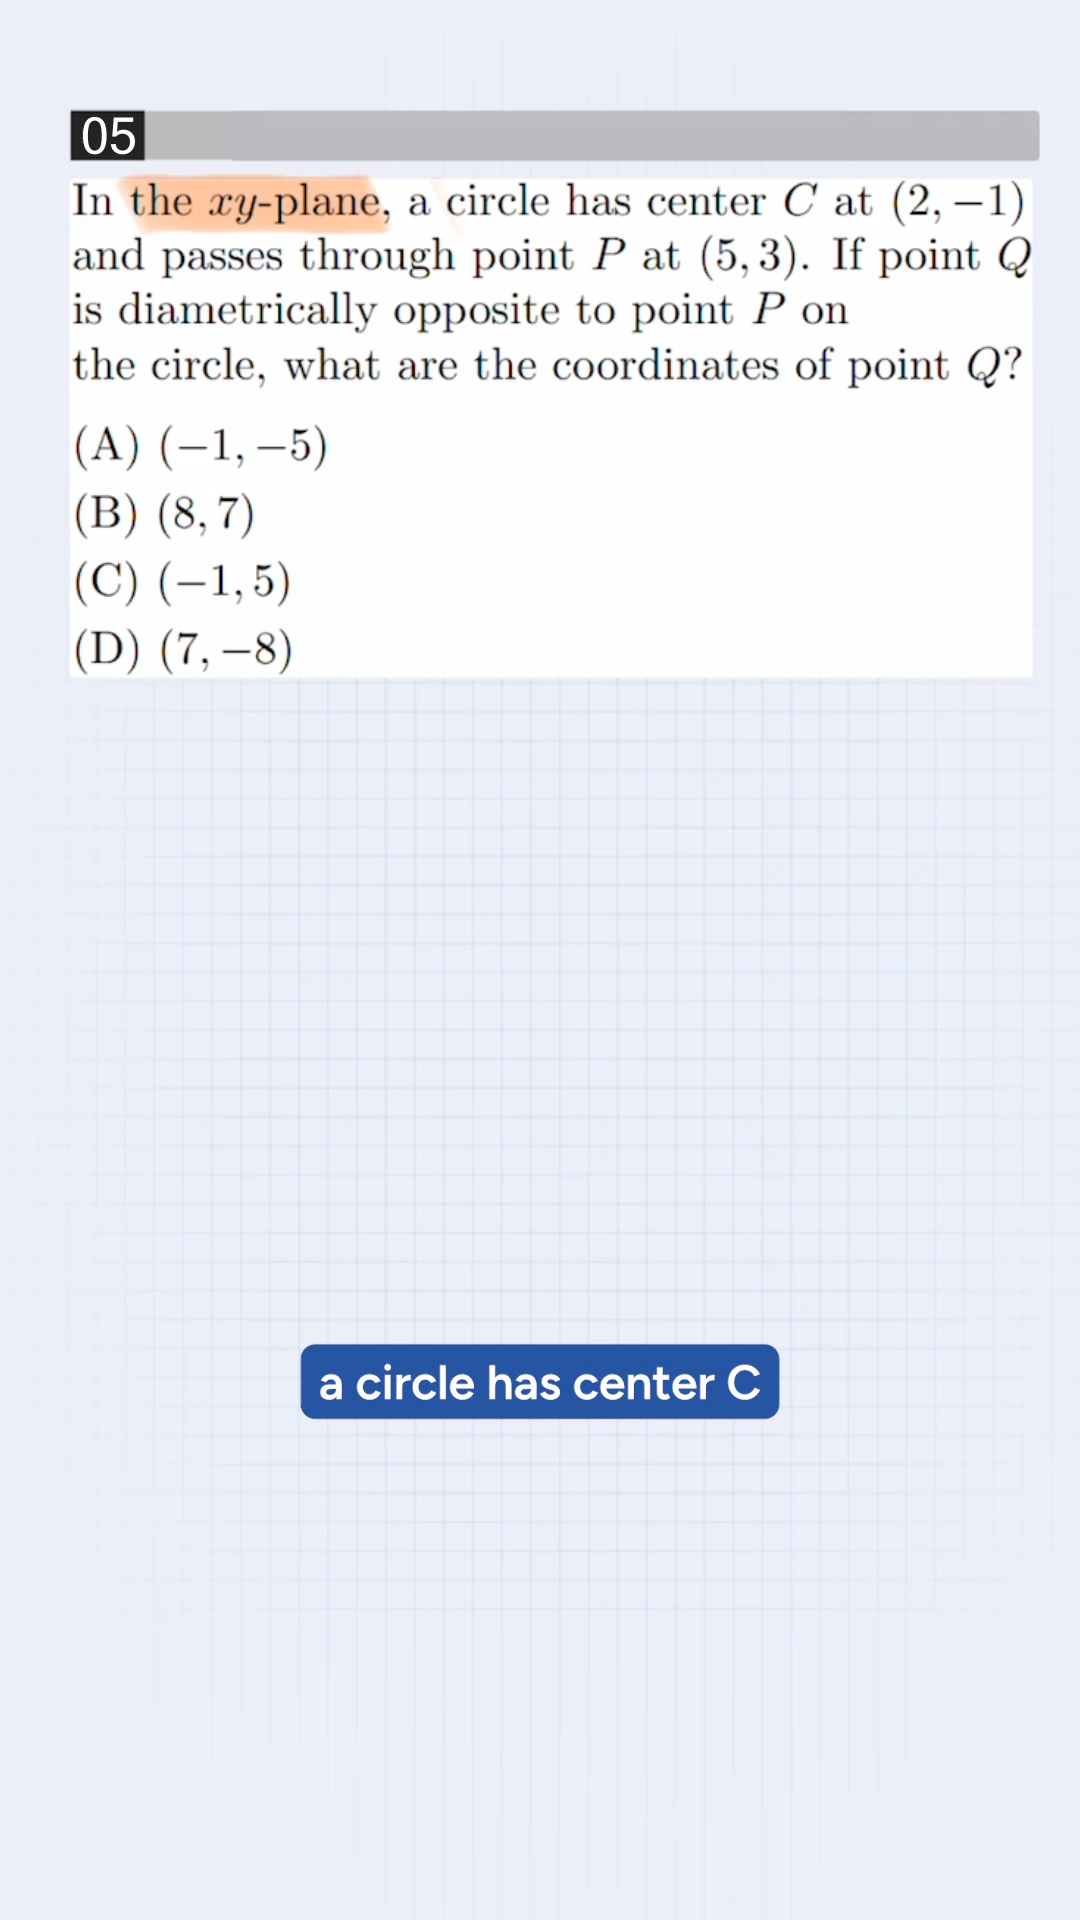 05
In the xy-plane, a circle has center C at (2, −1)
and passes through point P at (5, 3). If point Q
is diametrically opposite to point P on
the circle, what are the coordinates of point Q?
(A) (−1, −5)
(B) (8, 7)
(C) (−1, 5)
(D) (7, −8)
a circle has center C